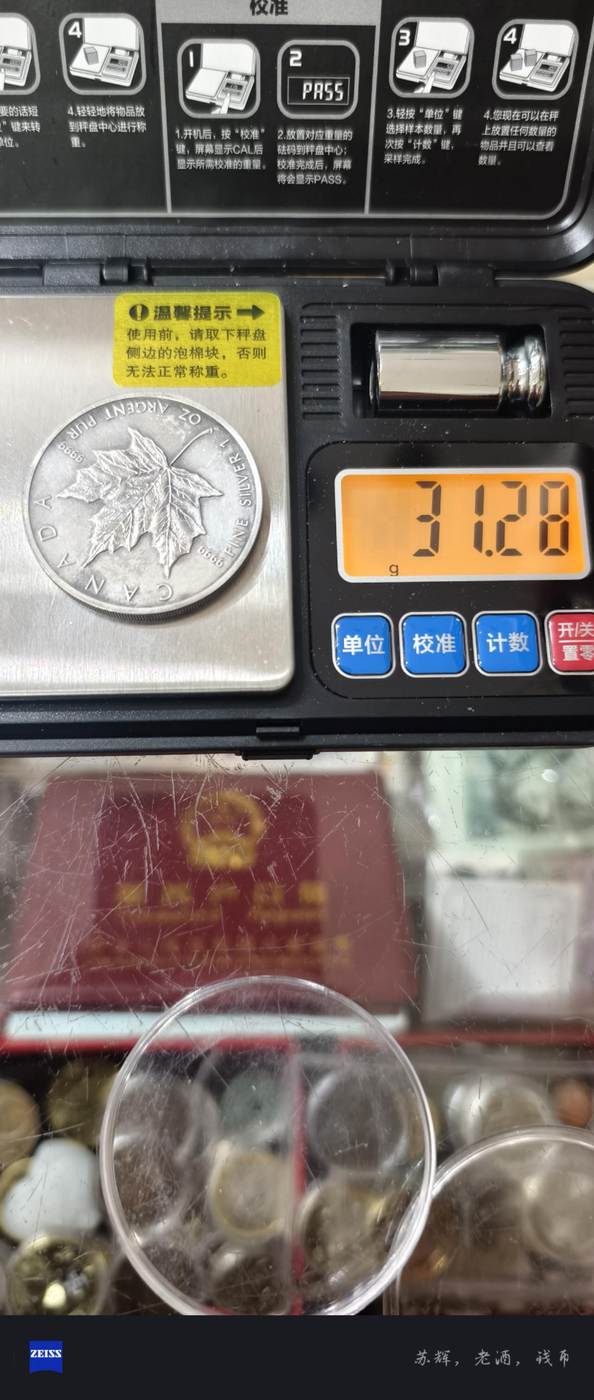 校准
4
1
2
PASS
3
4
要的话短
”键来转
单位。
4.轻轻地将物品放
到秤盘中心进行称
重。
1.开机后，按“校准”
键，屏幕显示CAL后
显示所需校准的重量。
2.放置对应重量的
砝码到秤盘中心；
校准完成后，屏幕
将会显示PASS。
3.轻按“单位”键
选择样本数量，再
次按“计数”键，
采样完成。
4.您现在可以在秤
上放置任何数量的
物品并且可以查看
数量。
温馨提示
使用前，请取下秤盘
侧边的泡棉块，否则
无法正常称重。
CANADA
9999
FINE SILVER 1 OZ ARGENT PUR
9999
31.28
g
单位
校准
计数
开/关
置零
ZEISS
苏辉，老酒，钱币